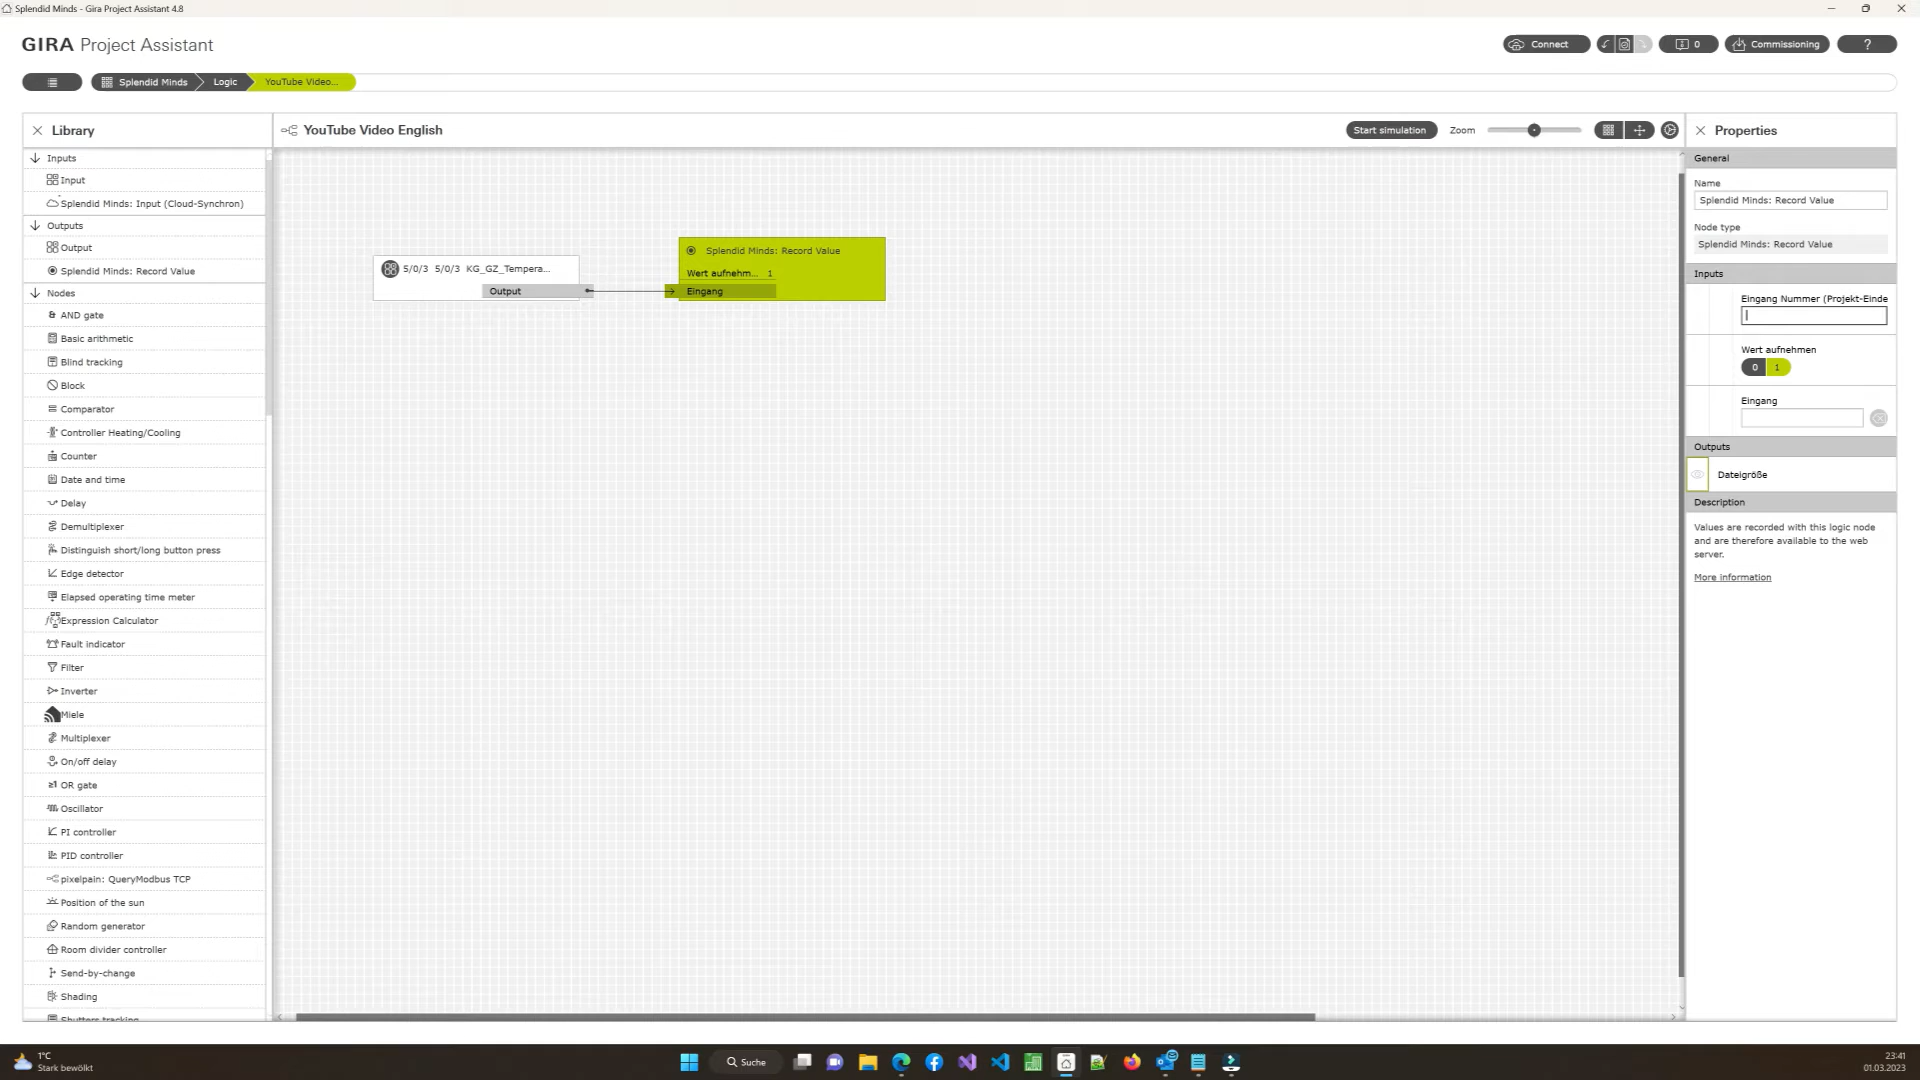 Splendid Minds - Gira Project Assistant 4.8
GIRA Project Assistant
Connect
0
Commissioning
?
Splendid Minds
Logic
YouTube Video...
Library
YouTube Video English
Start simulation
Zoom
Properties
Inputs
Input
Splendid Minds: Input (Cloud-Synchron)
Outputs
Output
Splendid Minds: Record Value
Nodes
AND gate
Basic arithmetic
Blind tracking
Block
Comparator
Controller Heating/Cooling
Counter
Date and time
Delay
Demultiplexer
Distinguish short/long button press
Edge detector
Elapsed operating time meter
Expression Calculator
Fault indicator
Filter
Inverter
Miele
Multiplexer
On/off delay
OR gate
Oscillator
PI controller
PID controller
pixelpain: QueryModbus TCP
Position of the sun
Random generator
Room divider controller
Send-by-change
Shading
Shutters tracking
5/0/3 5/0/3 KG_GZ_Tempera...
Output
Splendid Minds: Record Value
Wert aufnehm... 1
Eingang
General
Name
Splendid Minds: Record Value
Node type
Splendid Minds: Record Value
Inputs
Eingang Nummer (Projekt-Einde
Wert aufnehmen
0 1
Eingang
Outputs
Dateigröße
Description
Values are recorded with this logic node
and are therefore available to the web
server.
More information
1°C
Stark bewölkt
Suche
23:41
01.03.2023